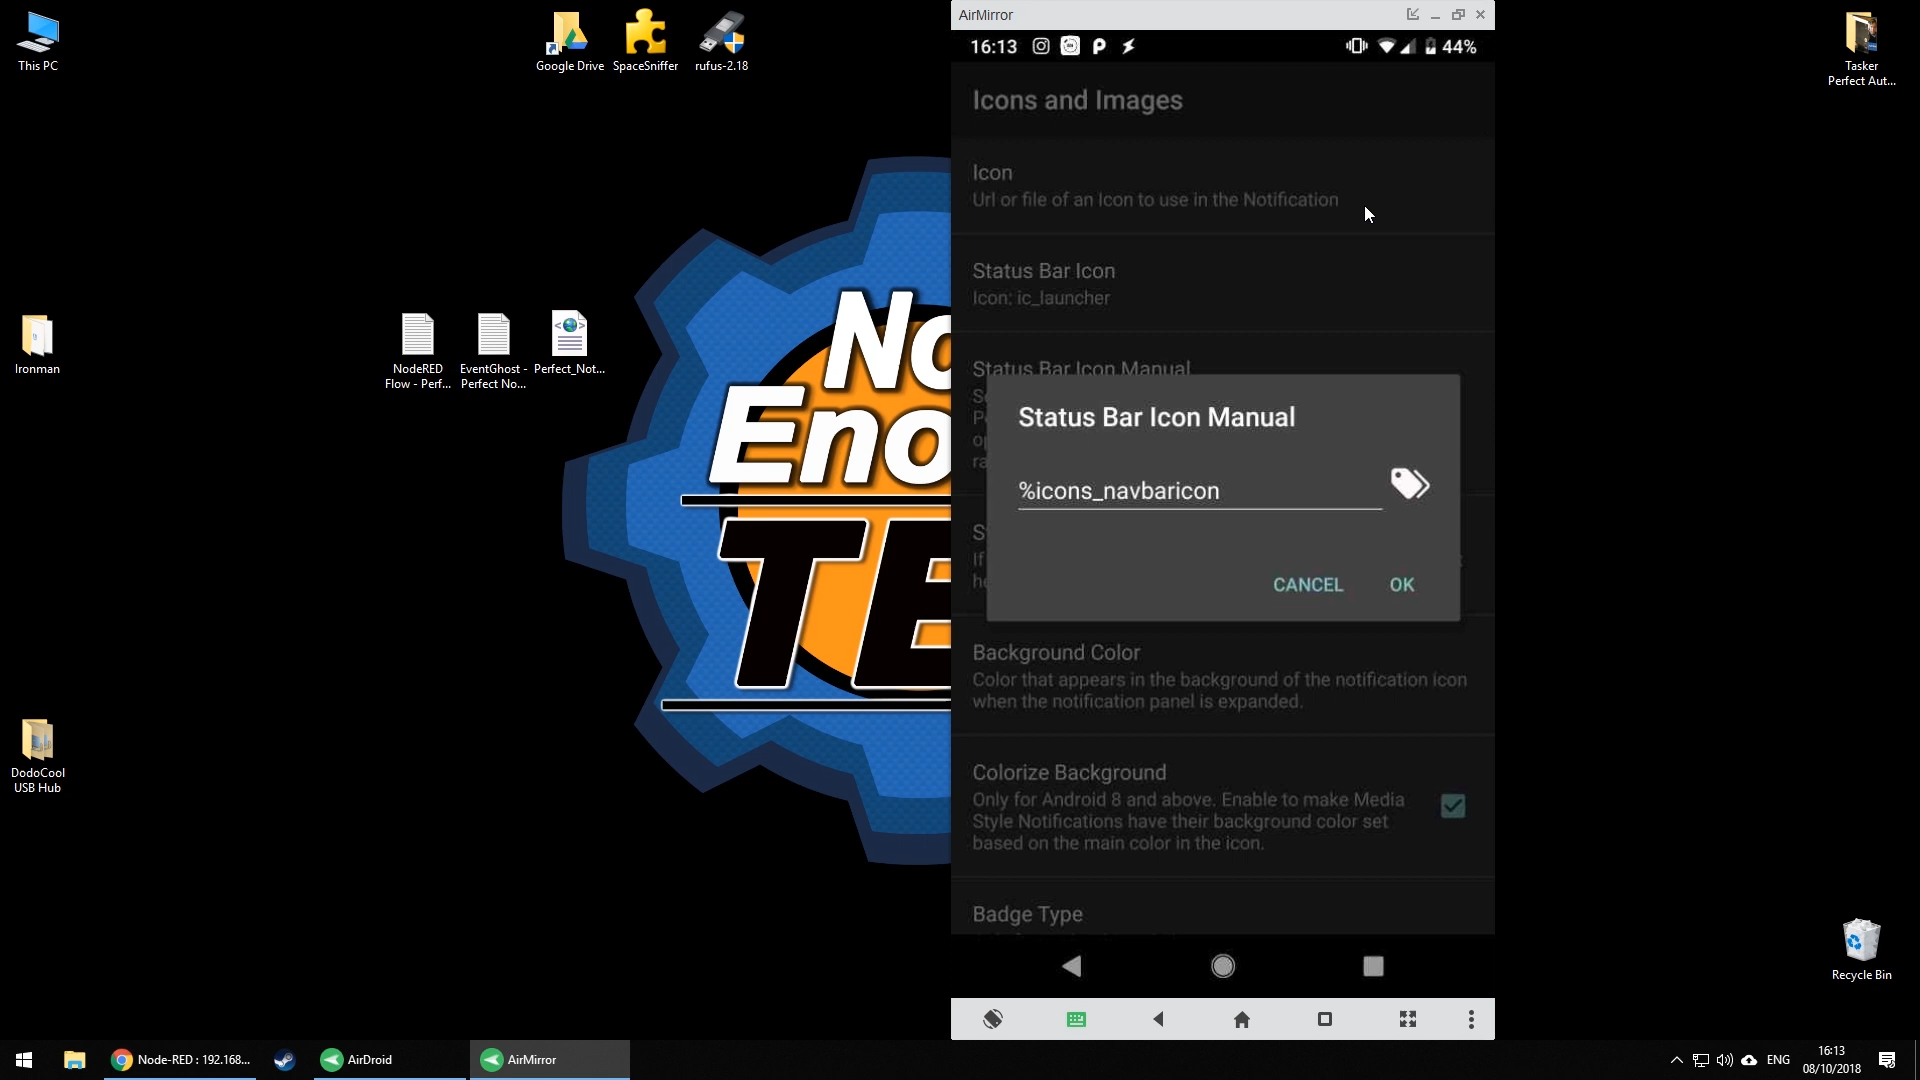 This PC
Google Drive
SpaceSniffer
rufus-2.18
Tasker
Perfect Aut...
Ironman
NodeRED
Flow - Perf...
EventGhost -
Perfect No...
Perfect_Not...
DodoCool
USB Hub
Recycle Bin
No
Eno
TE
AirMirror
16:13
44%
Icons and Images
Icon
Url or file of an Icon to use in the Notification
Status Bar Icon
Icon: ic_launcher
Status Bar Icon Manual
Status Bar Icon Manual
%icons_navbaricon
CANCEL
OK
Background Color
Color that appears in the background of the notification icon
when the notification panel is expanded.
Colorize Background
Only for Android 8 and above. Enable to make Media
Style Notifications have their background color set
based on the main color in the icon.
Badge Type
Node-RED : 192.168...
AirDroid
AirMirror
ENG
16:13
08/10/2018